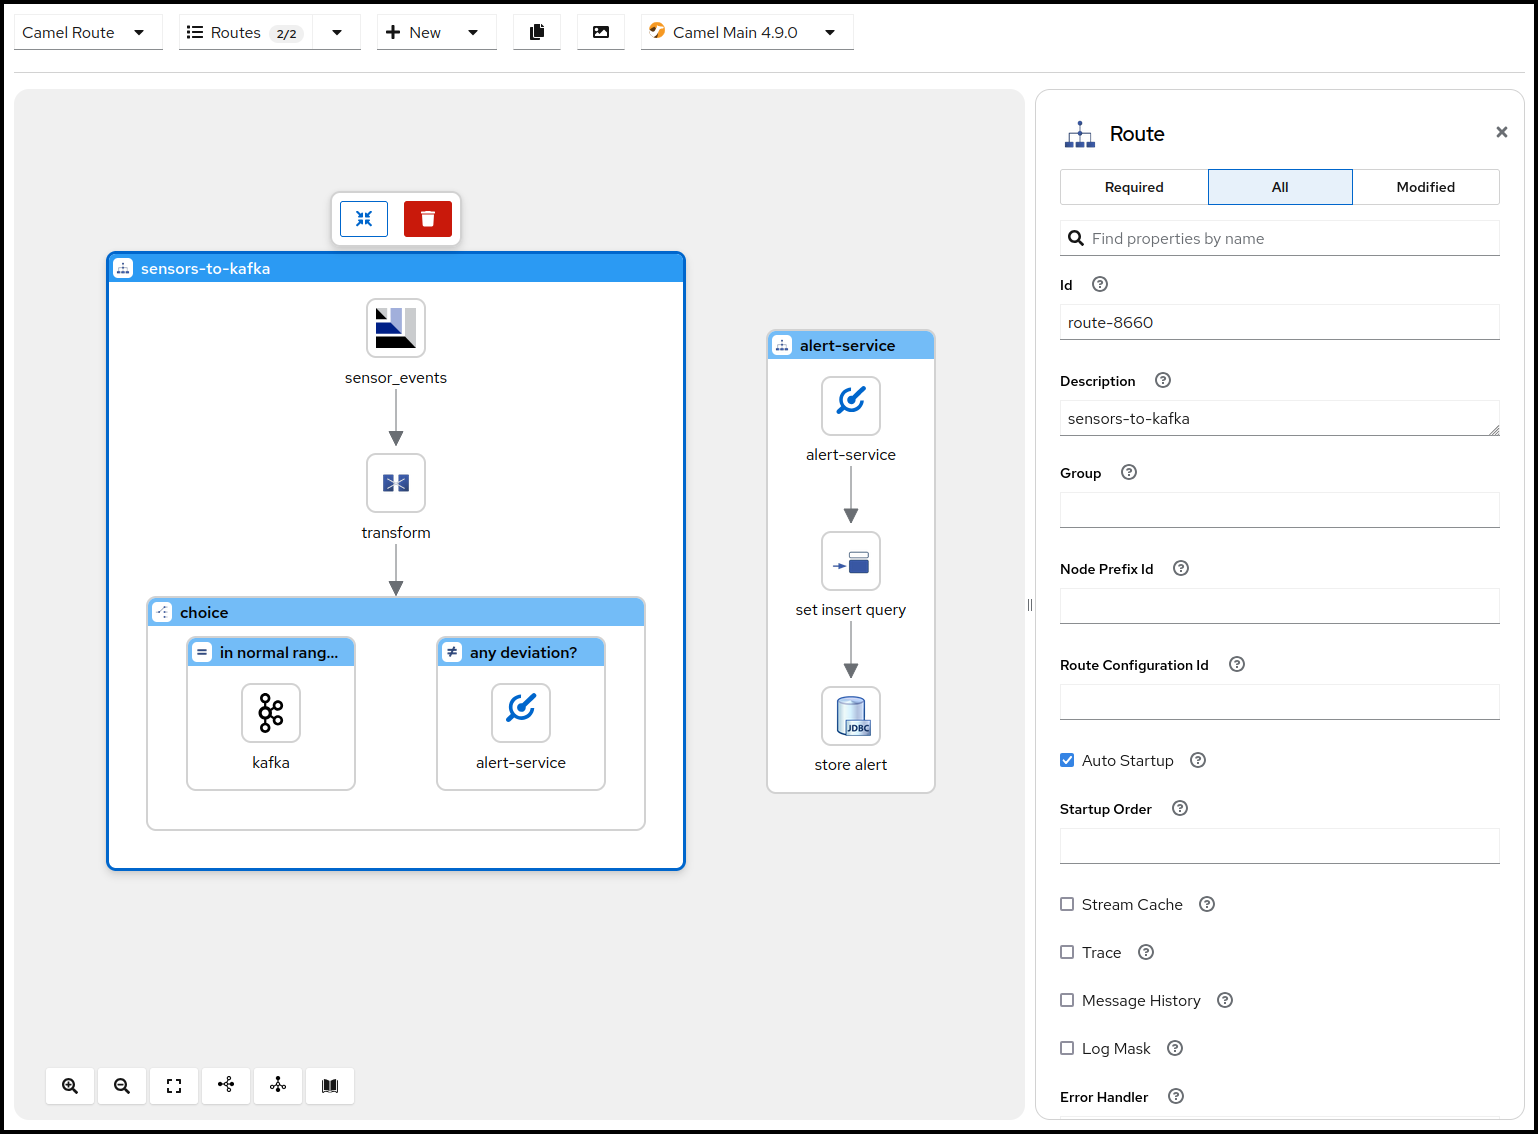 Camel Route
Routes 2/2
New
Camel Main 4.9.0
sensors-to-kafka
sensor_events
transform
choice
in normal rang...
any deviation?
kafka
alert-service
alert-service
alert-service
set insert query
JDBC
store alert
Route
Required
All
Modified
Find properties by name
Id
route-8660
Description
sensors-to-kafka
Group
Node Prefix Id
Route Configuration Id
Auto Startup
Startup Order
Stream Cache
Trace
Message History
Log Mask
Error Handler